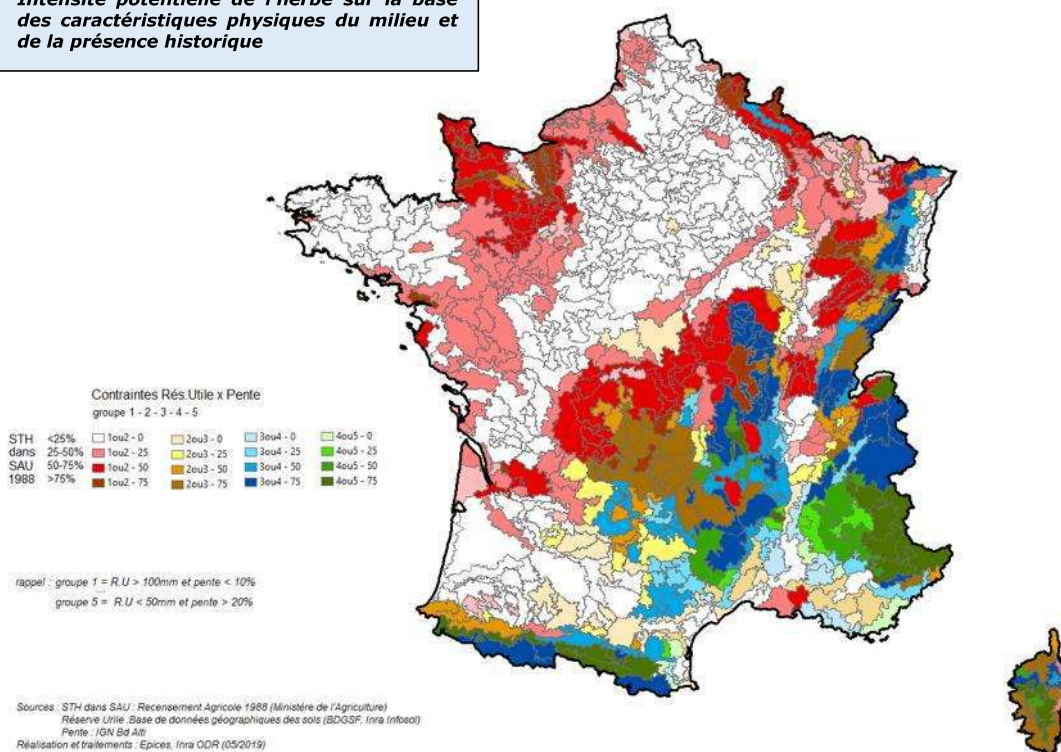 Intensité potentielle de l'herbe sur la base
des caractéristiques physiques du milieu et
de la présence historique
Contraintes Rés.Utile x Pente
groupe 1 - 2 - 3 - 4 - 5
STH <25% 1ou2 - 0 2ou3 - 0 3ou4 - 0 4ou5 - 0
dans 25-50% 1ou2 - 25 2ou3 - 25 3ou4 - 25 4ou5 - 25
SAU 50-75% 1ou2 - 50 2ou3 - 50 3ou4 - 50 4ou5 - 50
1988 >75% 1ou2 - 75 2ou3 - 75 3ou4 - 75 4ou5 - 75
rappel : groupe 1 = R.U > 100mm et pente < 10%
...
groupe 5 = R.U < 50mm et pente > 20%
Sources : STH dans SAU : Recensement Agricole 1988 (Ministère de l'Agriculture)
Réserve Urile .Base de données géographiques des sols (BDGSF, Inra Infosol)
Pente : IGN Bd Alti
Réalisation et traitements : Epices, Inra ODR (05/2019)